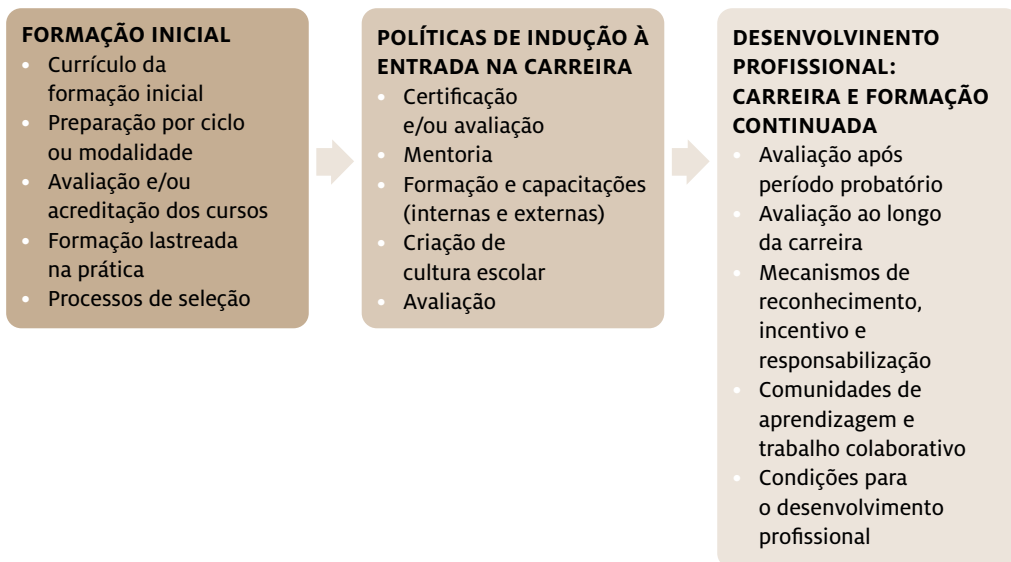 FORMAÇÃO INICIAL
• Currículo da
formação inicial
• Preparação por ciclo
ou modalidade
• Avaliação e/ou
acreditação dos cursos
• Formação lastreada
na prática
• Processos de seleção
POLÍTICAS DE INDUÇÃO À
ENTRADA NA CARREIRA
• Certificação
e/ou avaliação
• Mentoria
• Formação e capacitações
(internas e externas)
• Criação de
cultura escolar
• Avaliação
DESENVOLVINENTO
PROFISSIONAL:
CARREIRA E FORMAÇÃO
CONTINUADA
• Avaliação após
período probatório
• Avaliação ao longo
da carreira
• Mecanismos de
reconhecimento,
incentivo e
responsabilização
• Comunidades de
aprendizagem e
trabalho colaborativo
• Condições para
o desenvolvimento
profissional